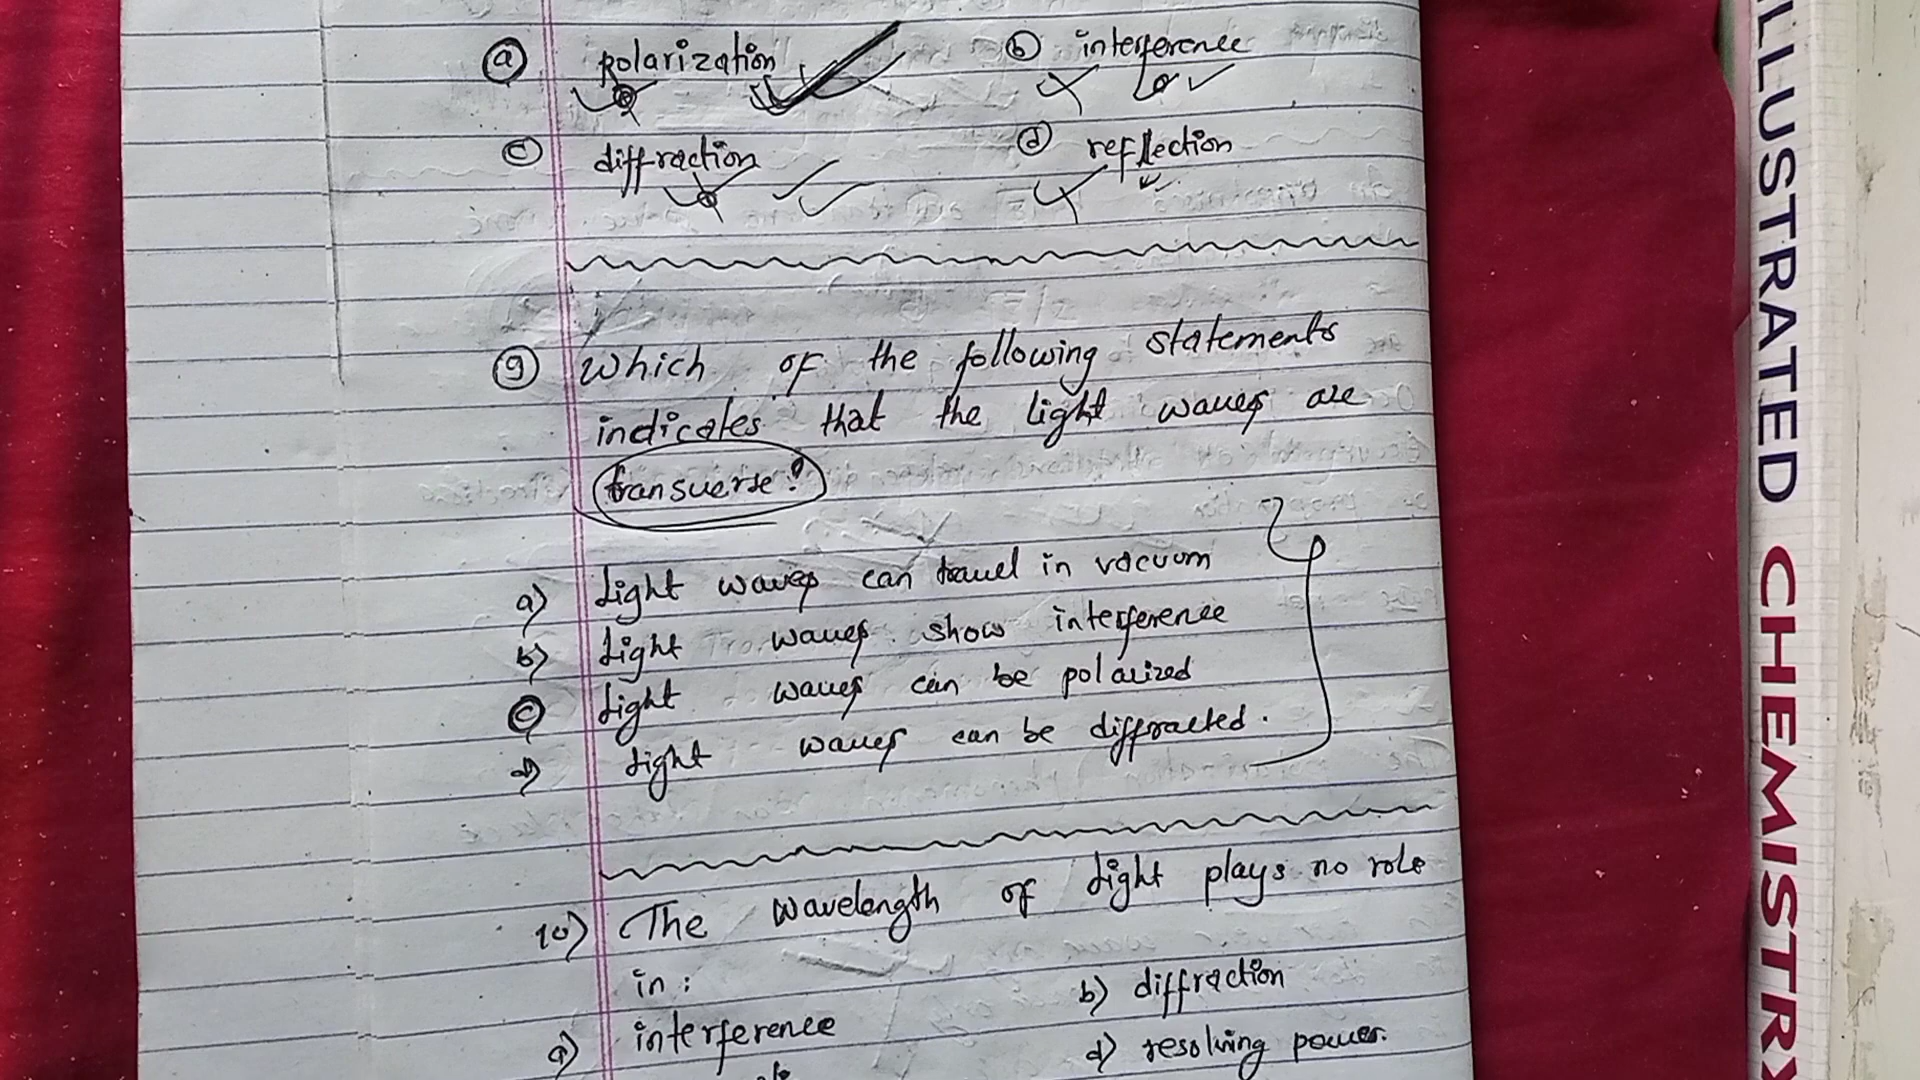 a polarization b interference
c diffraction d reflection
9 Which of the following statements
indicates that the light waves are
transverse?
a) Light waves can travel in vacuum
b) Light waves show interference
c Light waves can be polarized
d) Light waves can be diffracted.
10) The wavelength of Light plays no role
in :
a) interference b) diffraction
d) resolving power.
ILLUSTRATED CHEMISTRY